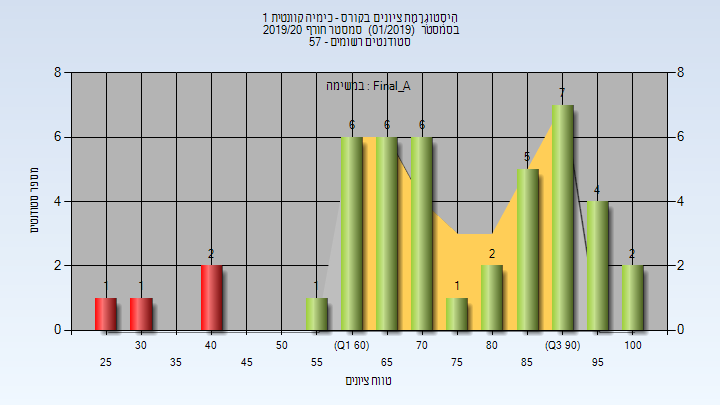 היסטוגרמת ציונים בקורס - כימיה קוונטית 1
בסמסטר (01/2019) סמסטר חורף 2019/20
סטודנטים רשומים - 57
במשימה : Final_A
מספר סטודנטים
8 8
6 6
4 4
2 2
0 0
1 1 2 1 6 6 6 1 2 5 7 4 2
30 40 50 (Q1 60) 70 80 (Q3 90) 100
25 35 45 55 65 75 85 95
טווח ציונים